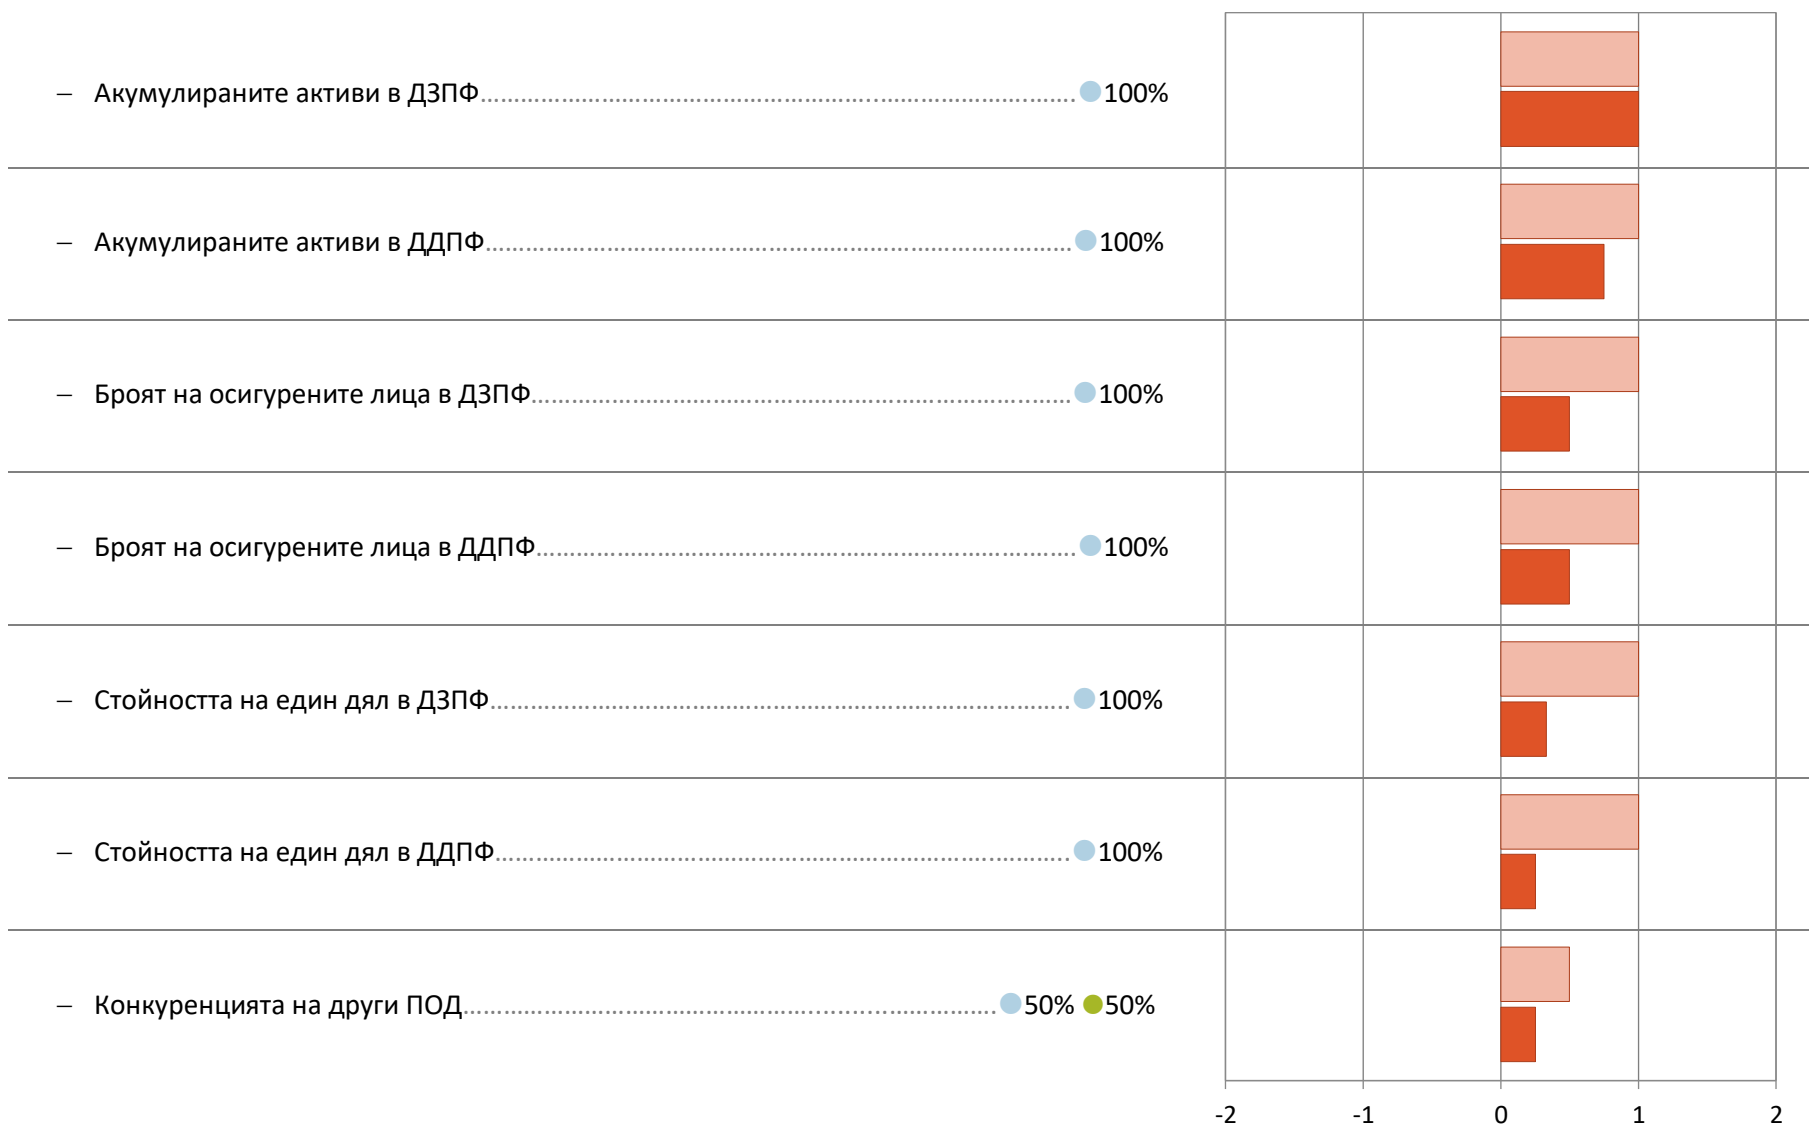 – Акумулираните активи в ДЗПФ.......... 100%
– Акумулираните активи в ДДПФ.......... 100%
– Броят на осигурените лица в ДЗПФ.......... 100%
– Броят на осигурените лица в ДДПФ.......... 100%
– Стойността на един дял в ДЗПФ.......... 100%
– Стойността на един дял в ДДПФ.......... 100%
– Конкуренцията на други ПОД.......... 50% 50%
-2 -1 0 1 2